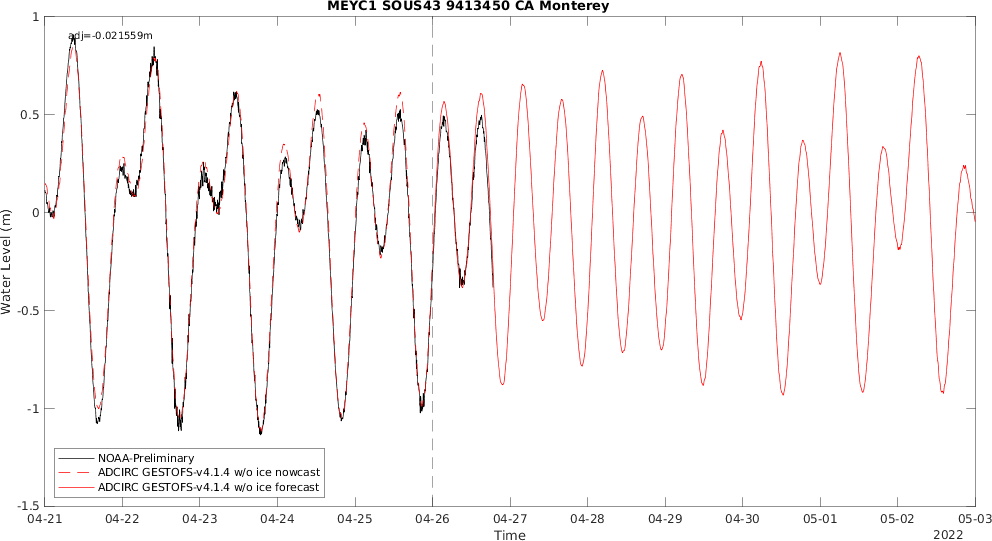 MEYC1 SOUS43 9413450 CA Monterey
adj=-0.021559m
1
0.5
0
-0.5
-1
-1.5
Water Level (m)
NOAA-Preliminary
ADCIRC GESTOFS-v4.1.4 w/o ice nowcast
ADCIRC GESTOFS-v4.1.4 w/o ice forecast
04-21 04-22 04-23 04-24 04-25 04-26 04-27 04-28 04-29 04-30 05-01 05-02 05-03
Time
2022